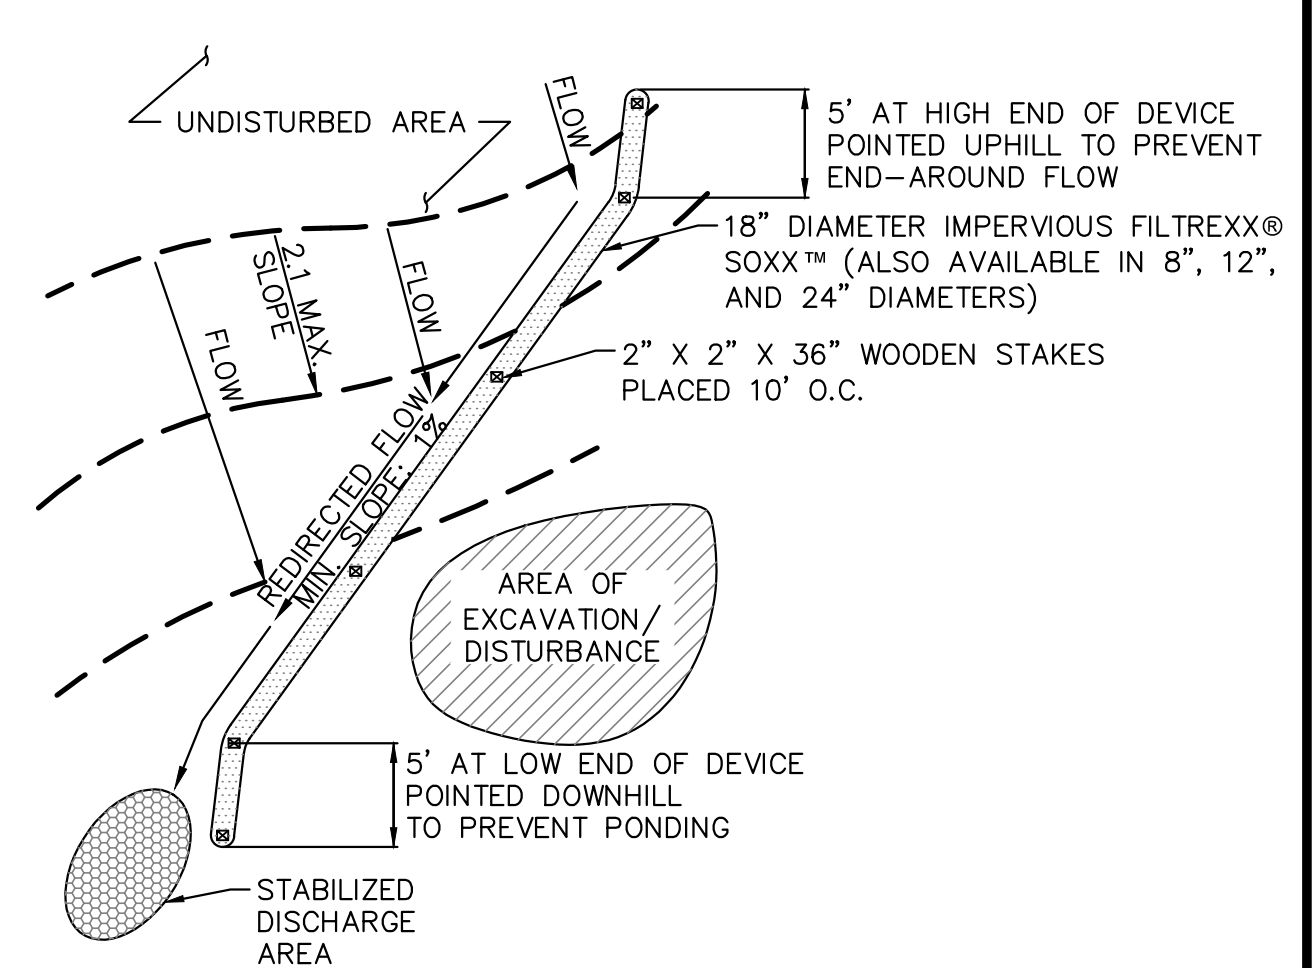 FLOW
UNDISTURBED AREA
5' AT HIGH END OF DEVICE
POINTED UPHILL TO PREVENT
END-AROUND FLOW
18" DIAMETER IMPERVIOUS FILTREXX®
SOXX™ (ALSO AVAILABLE IN 8", 12",
AND 24" DIAMETERS)
2.1 MAX.
SLOPE
FLOW
FLOW
2" X 2" X 36" WOODEN STAKES
PLACED 10' O.C.
REDIRECTED FLOW
MIN. SLOPE: 1%
AREA OF
EXCAVATION/
DISTURBANCE
5' AT LOW END OF DEVICE
POINTED DOWNHILL
TO PREVENT PONDING
STABILIZED
DISCHARGE
AREA